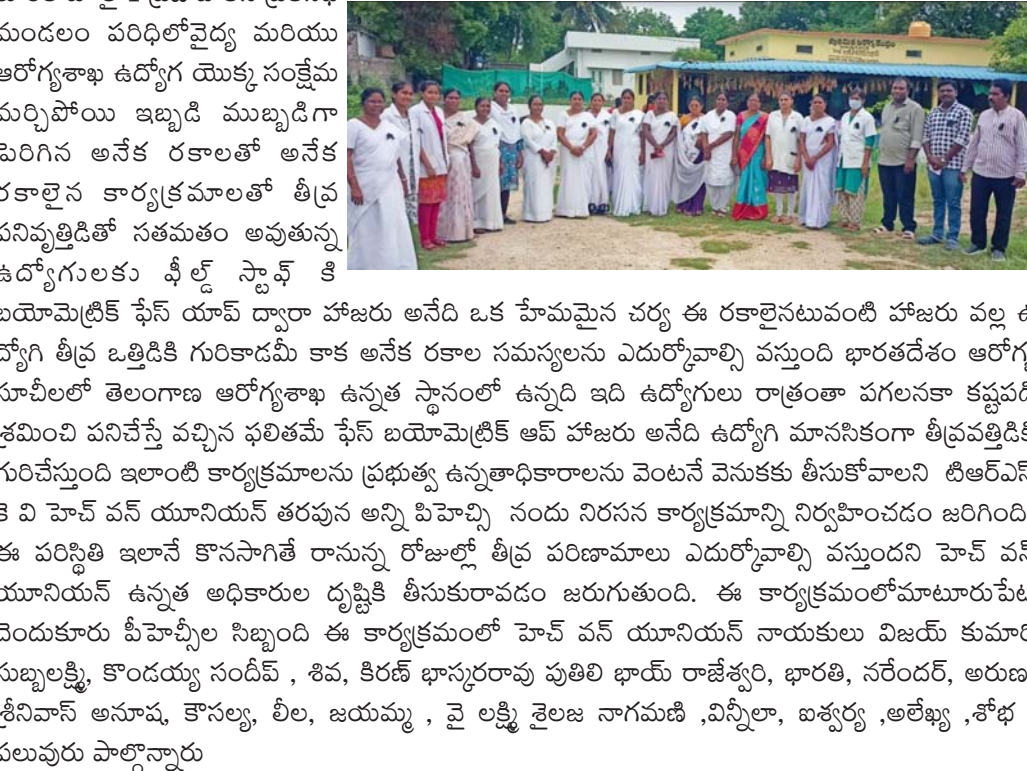 మండలం పరిధిలోవైద్య మరియు
ఆరోగ్యశాఖ ఉద్యోగ యొక్క సంక్షేమ
మర్చిపోయి ఇబ్బడి ముబ్బడిగా
పెరిగిన అనేక రకాలతో అనేక
రకాలైన కార్యక్రమాలతో తీవ్ర
పనివృత్తిడితో సతమతం అవుతున్న
ఉద్యోగులకు ఫీల్డ్ స్టాఫ్ కి
బయోమెట్రిక్ ఫేస్ యాప్ ద్వారా హాజరు అనేది ఒక హేమమైన చర్య ఈ రకాలైనటువంటి హాజరు వల్ల ఉ
ద్యోగి తీవ్ర ఒత్తిడికి గురికాడమీ కాక అనేక రకాల సమస్యలను ఎదుర్కోవాల్సి వస్తుంది భారతదేశం ఆరోగ్య
సూచీలలో తెలంగాణ ఆరోగ్యశాఖ ఉన్నత స్థానంలో ఉన్నది ఇది ఉద్యోగులు రాత్రంతా పగలనకా కష్టపడి
శ్రమించి పనిచేస్తే వచ్చిన ఫలితమే ఫేస్ బయోమెట్రిక్ ఆప్ హాజరు అనేది ఉద్యోగి మానసికంగా తీవ్రవత్తిడికి
గురిచేస్తుంది ఇలాంటి కార్యక్రమాలను ప్రభుత్వ ఉన్నతాధికారాలను వెంటనే వెనుకకు తీసుకోవాలని టిఆర్ఎస్
కె వి హెచ్ వన్ యూనియన్ తరపున అన్ని పిహెచ్సి నందు నిరసన కార్యక్రమాన్ని నిర్వహించడం జరిగింది
ఈ పరిస్థితి ఇలానే కొనసాగితే రానున్న రోజుల్లో తీవ్ర పరిణామాలు ఎదుర్కోవాల్సి వస్తుందని హెచ్ వన్
యూనియన్ ఉన్నత అధికారుల దృష్టికి తీసుకురావడం జరుగుతుంది. ఈ కార్యక్రమంలోమాటూరుపేట
దెందుకూరు పీహెచ్సీల సిబ్బంది ఈ కార్యక్రమంలో హెచ్ వన్ యూనియన్ నాయకులు విజయ్ కుమారి
సుబ్బలక్ష్మి, కొండయ్య సందీప్ , శివ, కిరణ్ భాస్కరరావు పుతిలి భాయ్ రాజేశ్వరి, భారతి, నరేందర్, అరుణ
శ్రీనివాస్ అనూష, కౌసల్య, లీల, జయమ్మ , వై లక్ష్మి శైలజ నాగమణి ,విన్నీలా, ఐశ్వర్య ,అలేఖ్య ,శోభ
పలువురు పాల్గొన్నారు